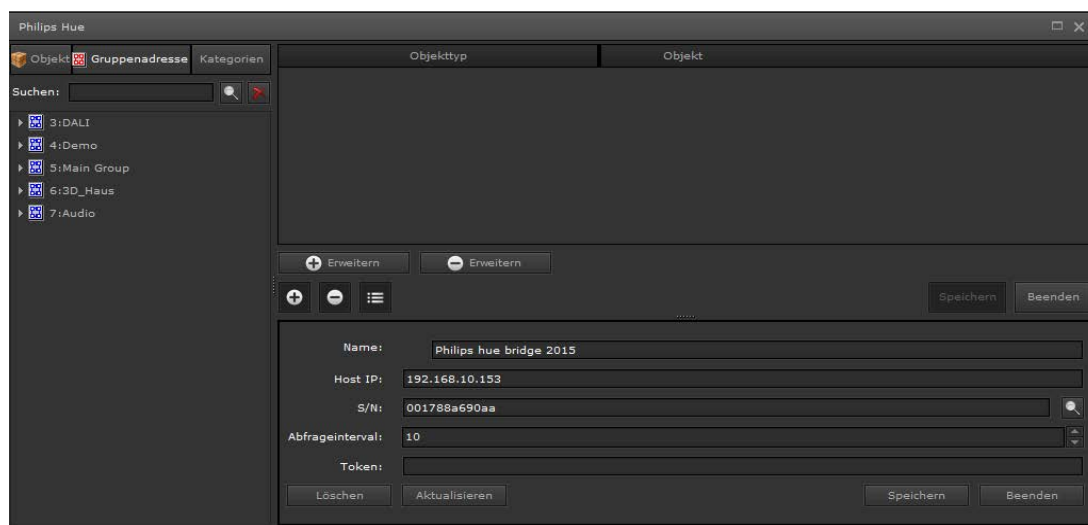 Philips Hue
Objekt Gruppenadresse Kategorien
Suchen:
3:DALI
4:Demo
5:Main Group
6:3D_Haus
7:Audio
Objekttyp Objekt
Erweitern Erweitern
Speichern Beenden
Name: Philips hue bridge 2015
Host IP: 192.168.10.153
S/N: 001788a690aa
Abfrageinterval: 10
Token:
Löschen Aktualisieren Speichern Beenden